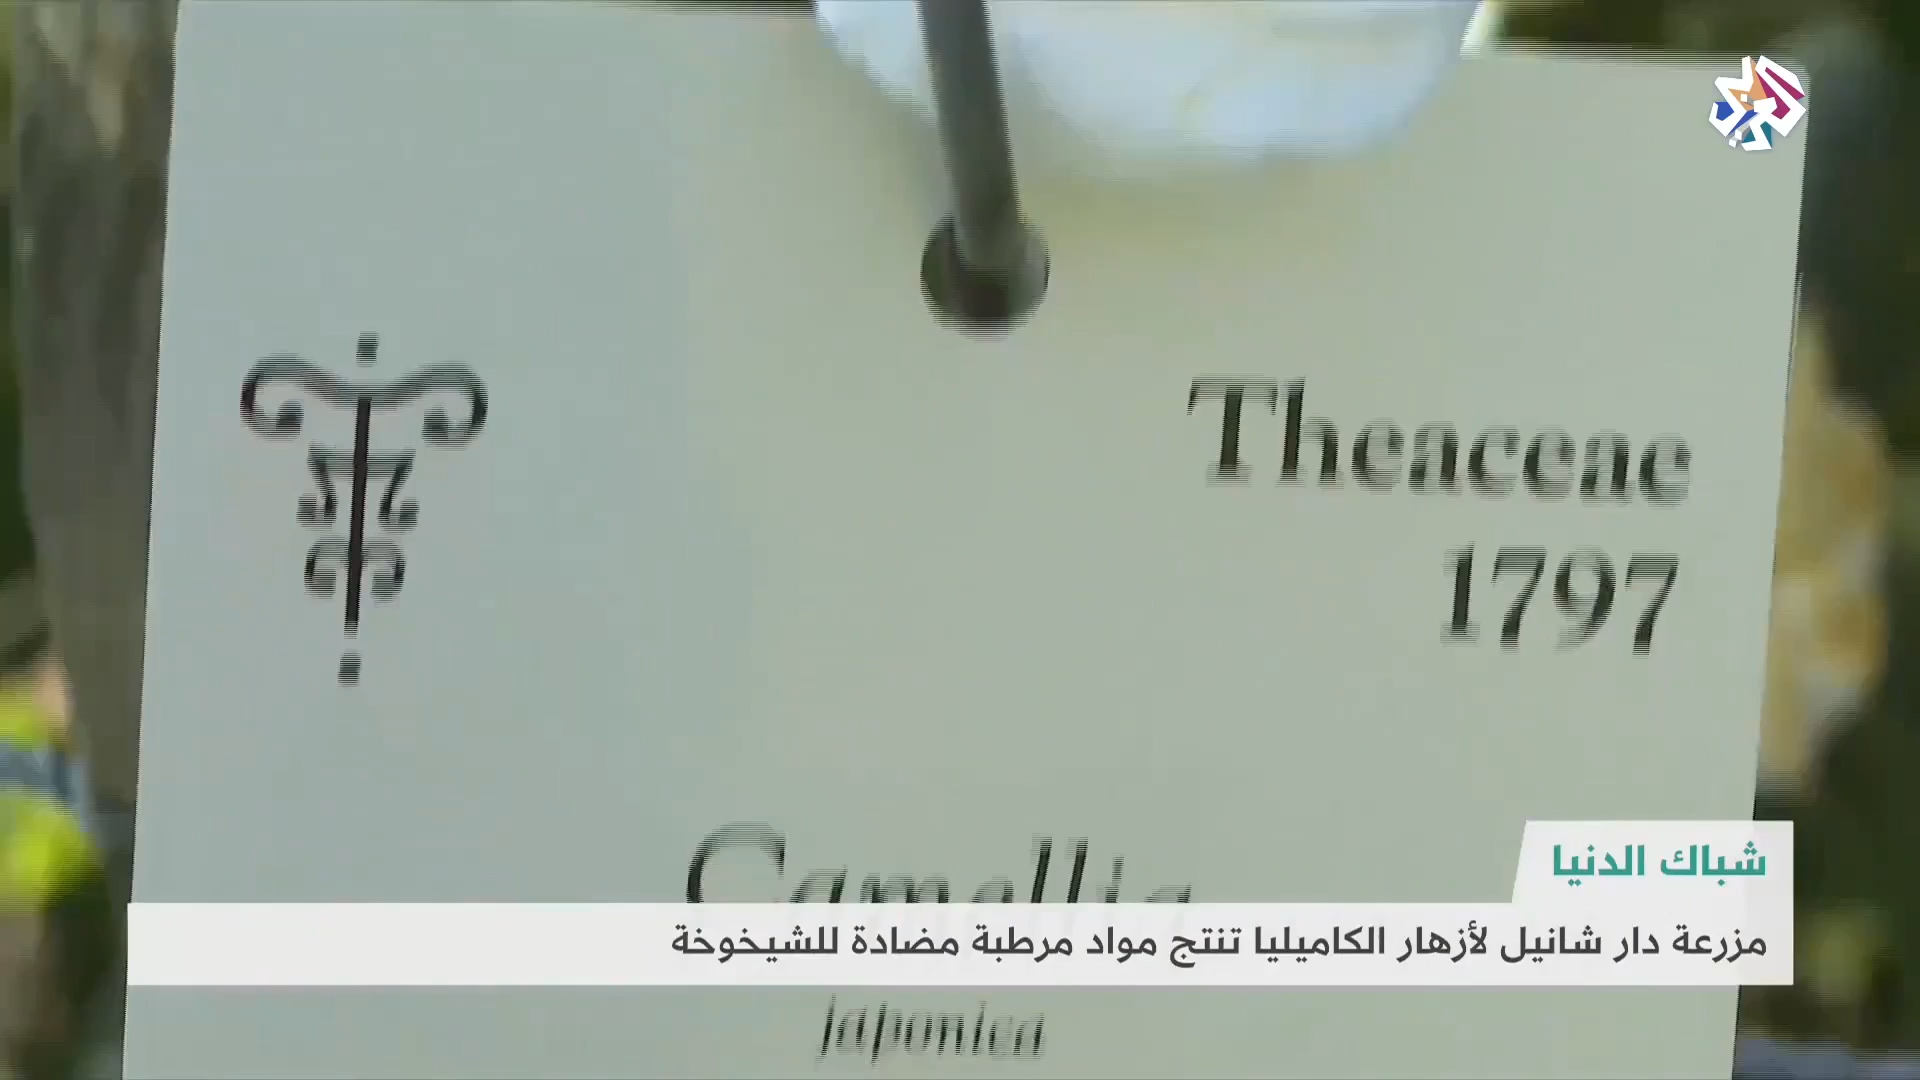 Theaceae
1797
Camellia
japonica
شباك الدنيا
مزرعة دار شانيل لأزهار الكاميليا تنتج مواد مرطبة مضادة للشيخوخة